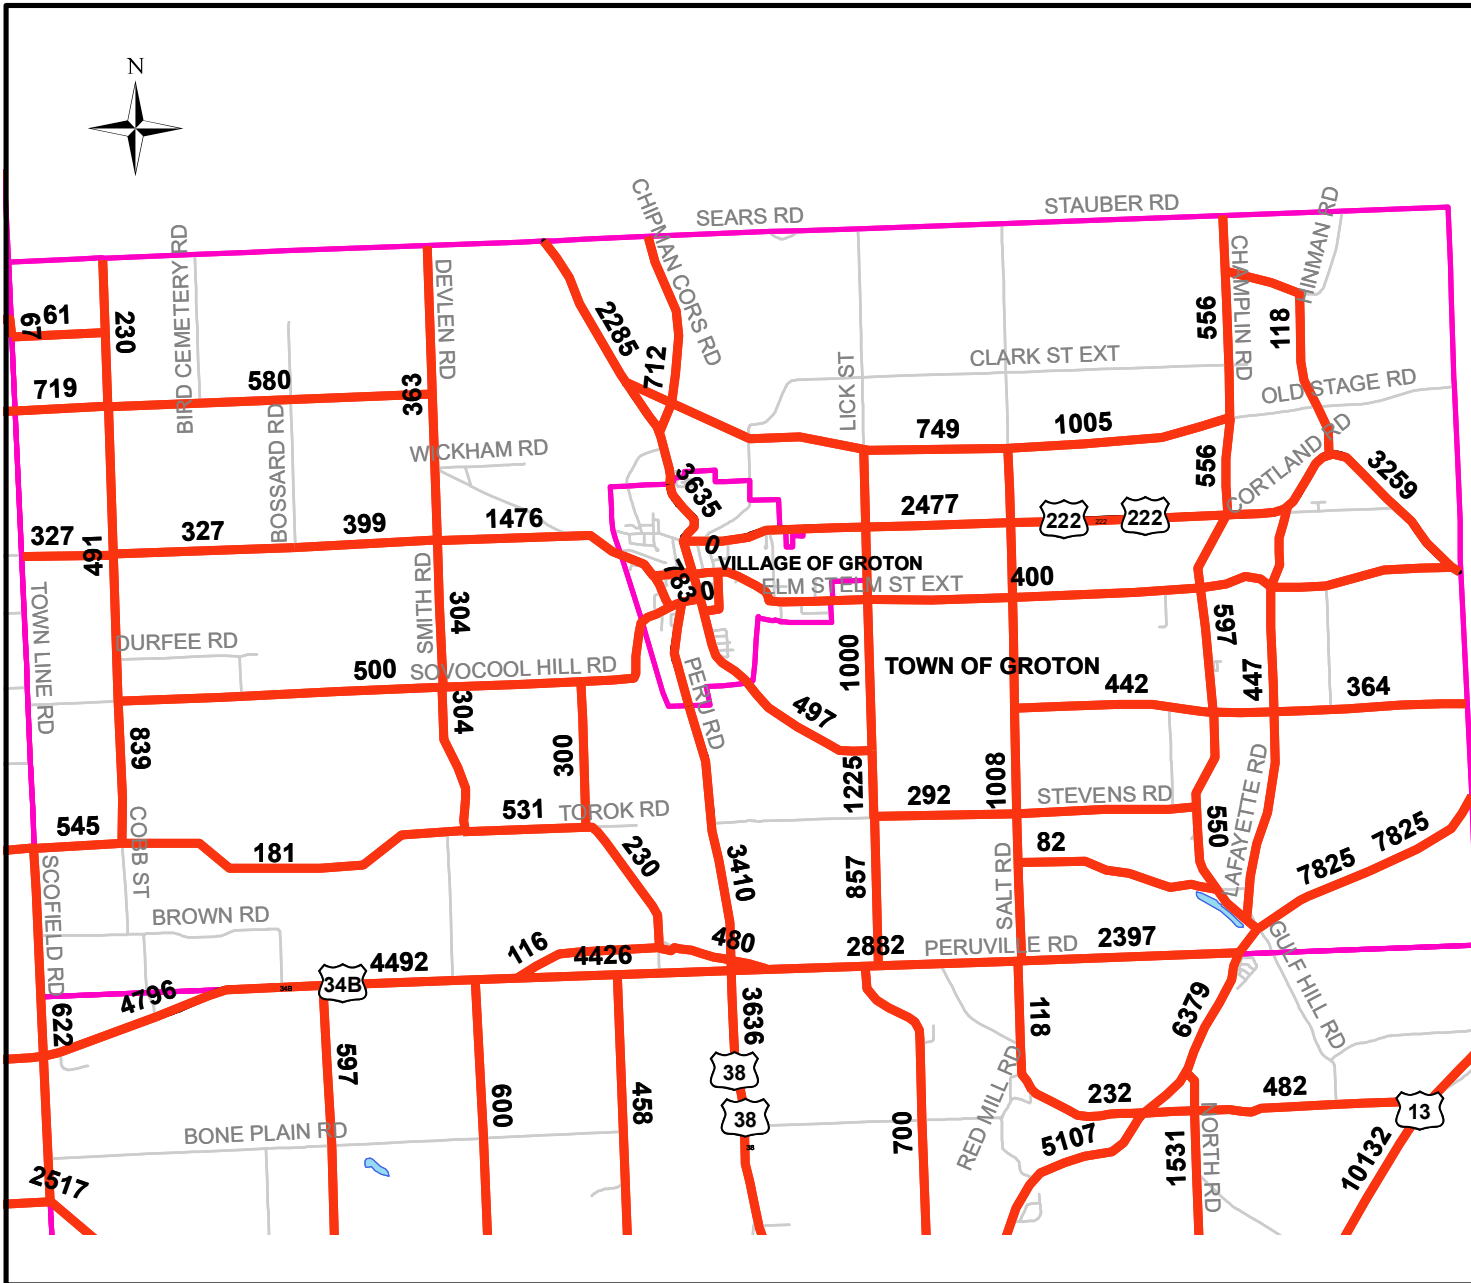 N
SEARS RD
STAUBER RD
CHIPMAN CORS RD
HINMAN RD
CHAMPLIN RD
BIRD CEMETERY RD
DEVLEN RD
61
67
230
2285
712
556
118
719
580
393
LICK ST
CLARK ST EXT
OLD STAGE RD
BOSSARD RD
WICKHAM RD
749
1005
556
CORTLAND RD
3259
3635
2477
222
222
222
327
461
327
399
1476
0
VILLAGE OF GROTON
783
0
ELM ST
ELM ST EXT
400
TOWN LINE RD
SMITH RD
304
597
DURFEE RD
500
SOVOCOOL HILL RD
PERU RD
1000
TOWN OF GROTON
447
442
364
304
497
839
300
1225
1008
292
STEVENS RD
LAFAYETTE RD
545
COBB ST
531
TOROK RD
550
7825
7825
181
230
82
3410
857
SALT RD
SCOFIELD RD
BROWN RD
116
480
4426
2882
PERUVILLE RD
2397
GULF HILL RD
4492
34B
34B
4796
622
597
3636
118
6379
38
38
38
600
458
700
RED MILL RD
232
482
13
BONE PLAIN RD
5107
1531
NORTH RD
10132
2517